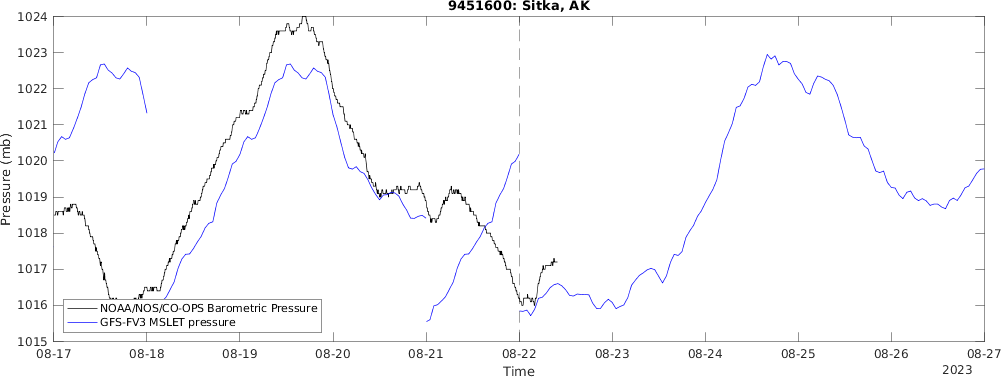 9451600: Sitka, AK
Pressure (mb)
1024
1023
1022
1021
1020
1019
1018
1017
1016
1015
NOAA/NOS/CO-OPS Barometric Pressure
GFS-FV3 MSLET pressure
08-17 08-18 08-19 08-20 08-21 08-22 08-23 08-24 08-25 08-26 08-27
Time
2023